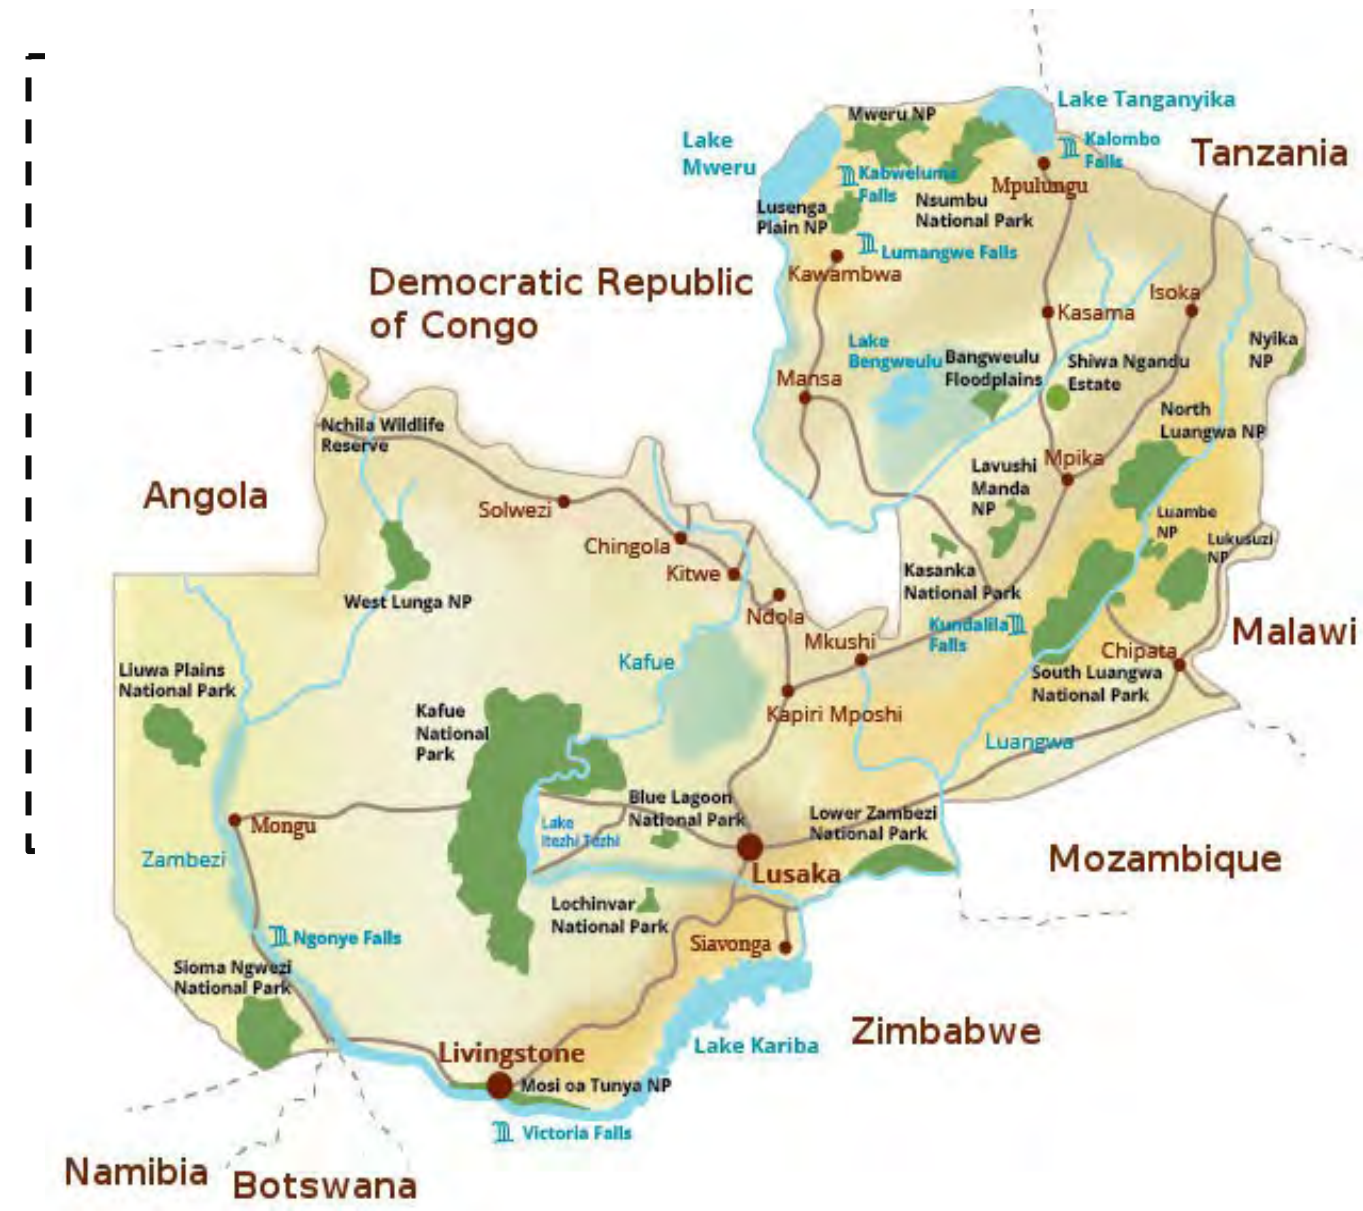 Lake Tanganyika
Mweru NP
Lake
Mweru
Kalombo
Falls
Tanzania
Kabweluma
Falls
Mpulungu
Nsumbu
National Park
Lusenga
Plain NP
Lumangwe Falls
Kawambwa
Democratic Republic
of Congo
Isoka
Kasama
Lake
Bengweulu
Bangweulu
Floodplains
Shiwa Ngandu
Estate
Nyika
NP
Mansa
North
Luangwa NP
Nchila Wildlife
Reserve
Mpika
Lavushi
Manda
NP
Angola
Solwezi
Luambe
NP
Chingola
Lukusuzi
NP
Kitwe
Kasanka
National Park
West Lunga NP
Ndola
Kundalila
Falls
Malawi
Mkushi
Chipata
Kafue
Liuwa Plains
National Park
South Luangwa
National Park
Kafue
National
Park
Kapiri Mposhi
Luangwa
Blue Lagoon
National Park
Lower Zambezi
National Park
Mongu
Lake
Itezhi Tezhi
Zambezi
Mozambique
Lusaka
Lochinvar
National Park
Ngonye Falls
Siavonga
Sioma Ngwezi
National Park
Zimbabwe
Lake Kariba
Livingstone
Mosi oa Tunya NP
Victoria Falls
Namibia
Botswana